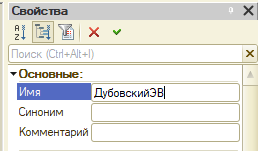 Свойства
Поиск (Ctrl+Alt+I)
Основные:
Имя ДубовскийЭВ
Синоним
Комментарий